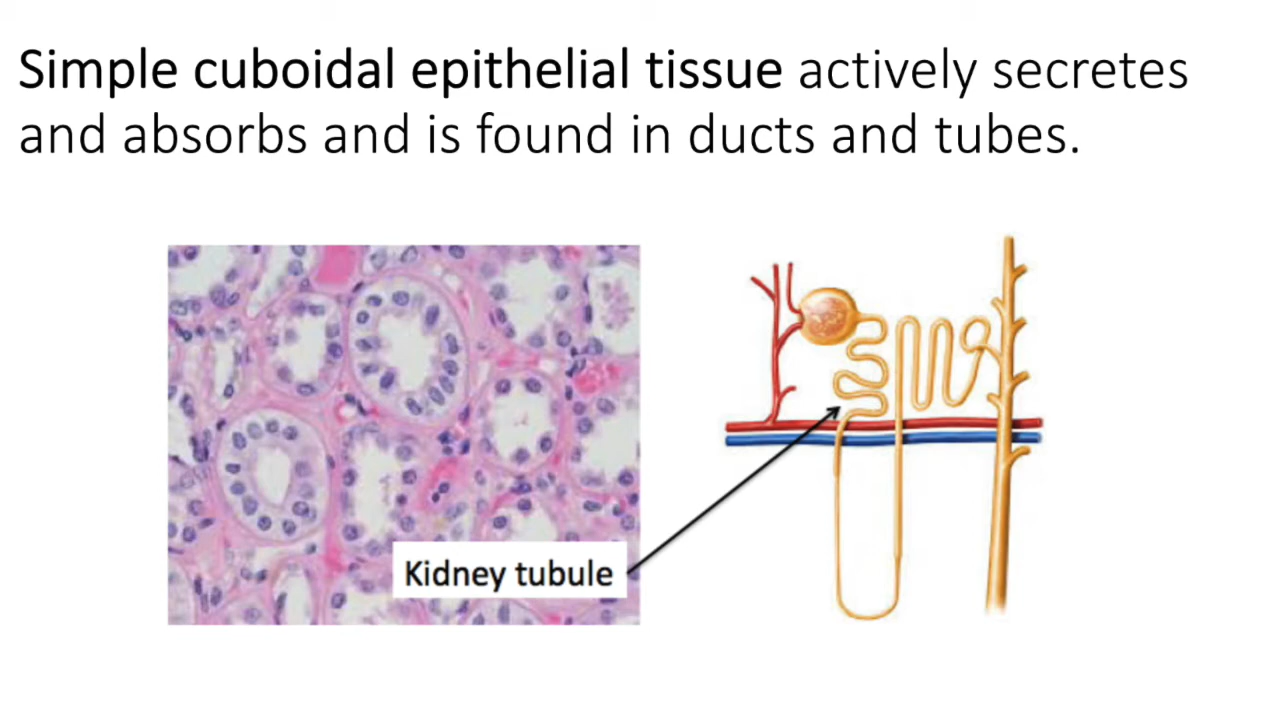 Simple cuboidal epithelial tissue actively secretes
and absorbs and is found in ducts and tubes.
Kidney tubule